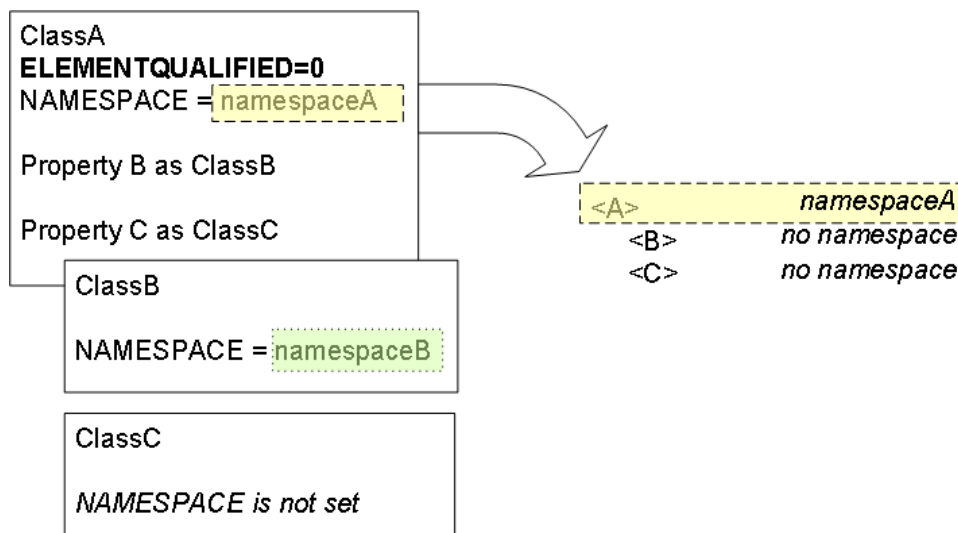 ClassA
ELEMENTQUALIFIED=0
NAMESPACE = namespaceA
Property B as ClassB
Property C as ClassC
ClassB
NAMESPACE = namespaceB
ClassC
NAMESPACE is not set
<A> namespaceA
<B> no namespace
<C> no namespace